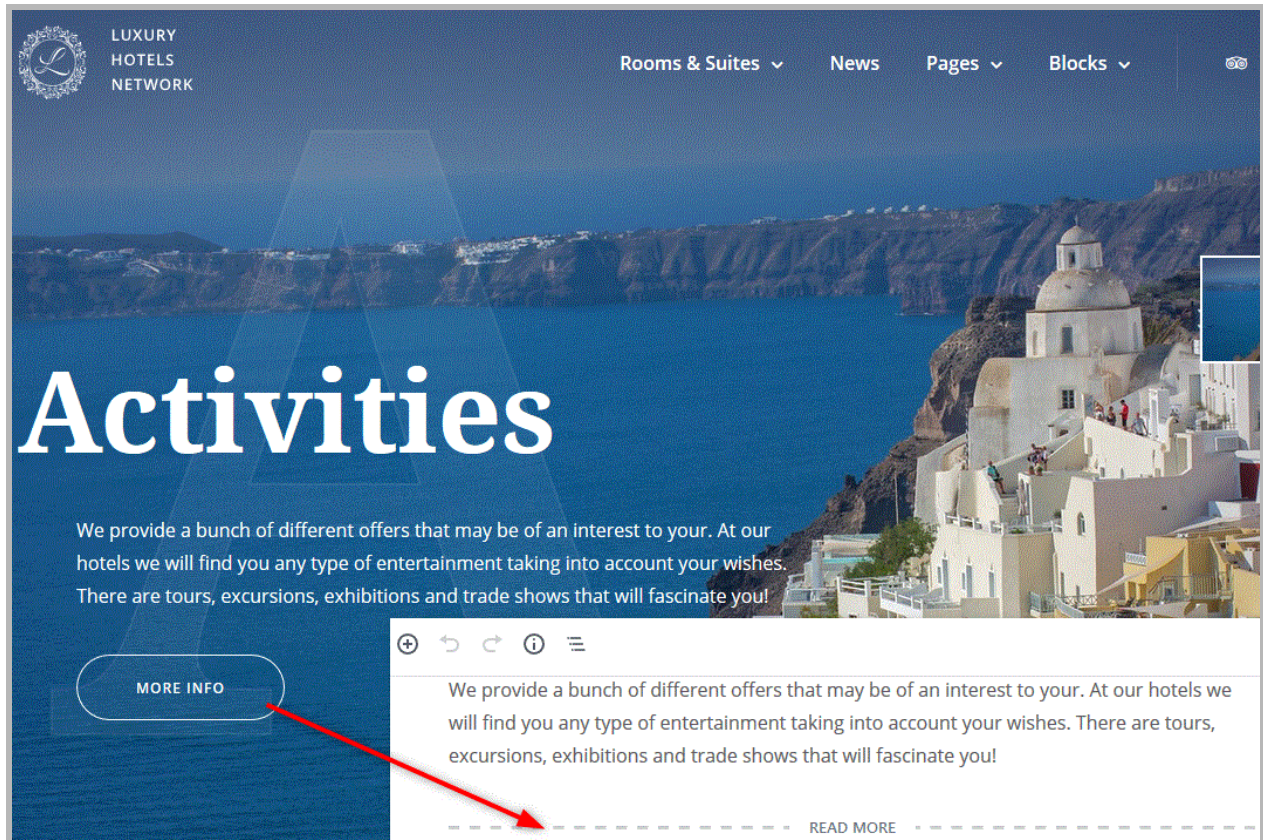 LUXURY
HOTELS
NETWORK
Rooms & Suites
News
Pages
Blocks
A
Activities
We provide a bunch of different offers that may be of an interest to your. At our
hotels we will find you any type of entertainment taking into account your wishes.
There are tours, excursions, exhibitions and trade shows that will fascinate you!
MORE INFO
We provide a bunch of different offers that may be of an interest to your. At our hotels we
will find you any type of entertainment taking into account your wishes. There are tours,
excursions, exhibitions and trade shows that will fascinate you!
READ MORE